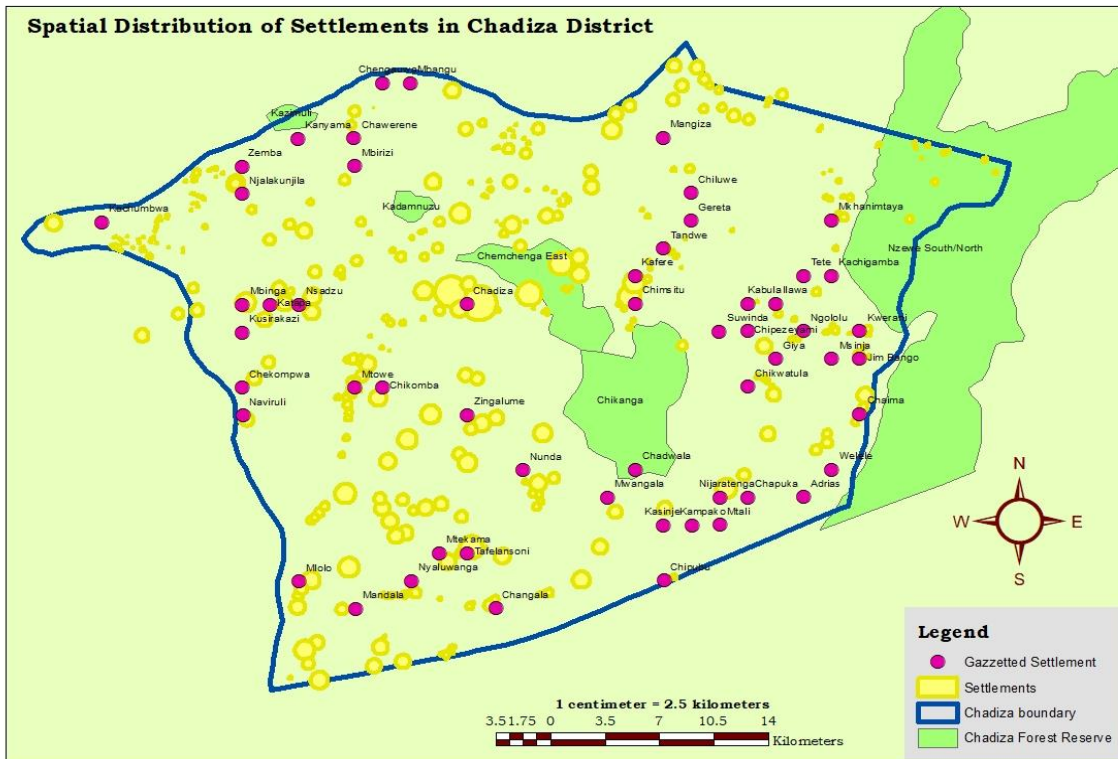 Spatial Distribution of Settlements in Chadiza District
Mbangu
Kazimuli
Kanyama
Chawerene
Mangiza
Zemba
Mbirizi
Njalakunjila
Chiluwe
Kadamnuzu
Kachumbwa
Gereta
Mkhanimtaya
Tandwe
Nzewe South/North
Chemchenga East
Kafere
Tete
Kachigamba
Mbinga
Katapa
Nsadzu
Chadiza
Chimsitu
Kabula
Ilawa
Kusirakazi
Suwinda
Chipezeyami
Ngololu
Kwerani
Giya
Msinja
Jim Bango
Chekompwa
Mtowe
Chikomba
Chikwatula
Naviruli
Zingalume
Chikanga
Chaima
Nunda
Chadwala
Welele
Mwangala
Nijaratenga
Chapuka
Adrias
Kasinje
Kampako
Mtali
Mtekama
Tafelansoni
Mlolo
Nyaluwanga
Mandala
Changala
N
W
E
S
Legend
Gazzetted Settlement
Settlements
Chadiza boundary
Chadiza Forest Reserve
1 centimeter = 2.5 kilometers
3.5 1.75 0 3.5 7 10.5 14
Kilometers